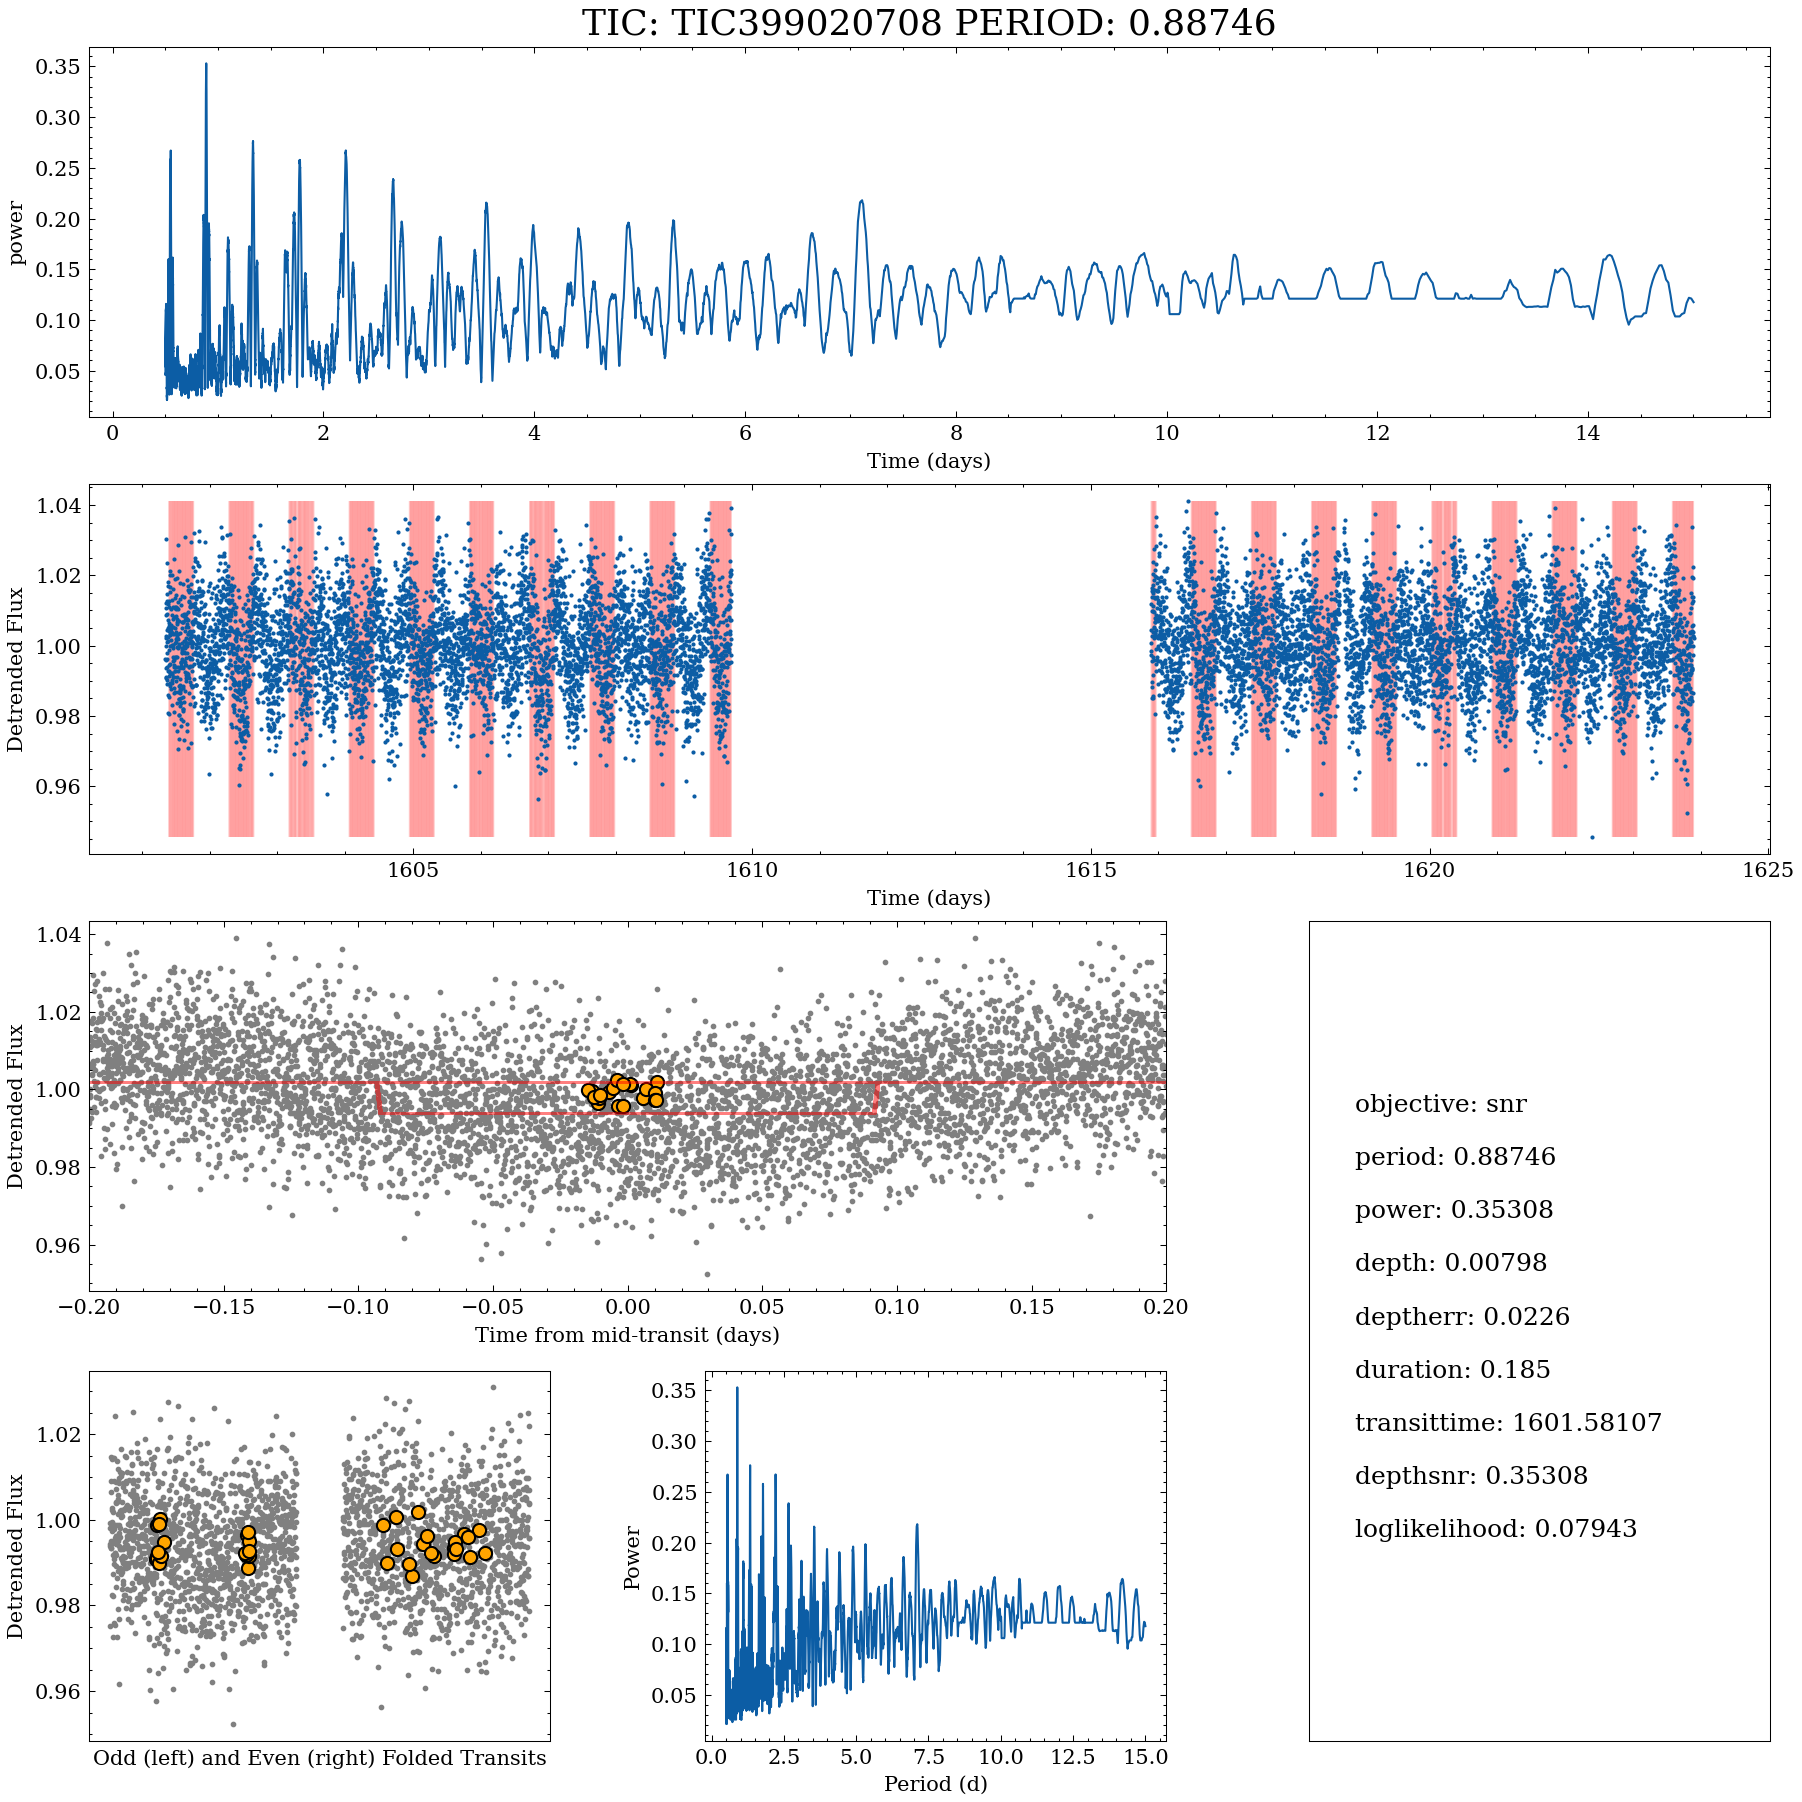 TIC: TIC399020708 PERIOD: 0.88746
0.35
0.30
0.25
0.20
0.15
0.10
0.05
power
0 2 4 6 8 10 12 14
Time (days)
1.04
1.02
1.00
0.98
0.96
Detrended Flux
1605 1610 1615 1620 1625
Time (days)
1.04
1.02
1.00
0.98
0.96
Detrended Flux
−0.20 −0.15 −0.10 −0.05 0.00 0.05 0.10 0.15 0.20
Time from mid-transit (days)
objective: snr
period: 0.88746
power: 0.35308
depth: 0.00798
deptherr: 0.0226
duration: 0.185
transittime: 1601.58107
depthsnr: 0.35308
loglikelihood: 0.07943
1.02
1.00
0.98
0.96
Detrended Flux
Odd (left) and Even (right) Folded Transits
0.35
0.30
0.25
0.20
0.15
0.10
0.05
Power
0.0 2.5 5.0 7.5 10.0 12.5 15.0
Period (d)